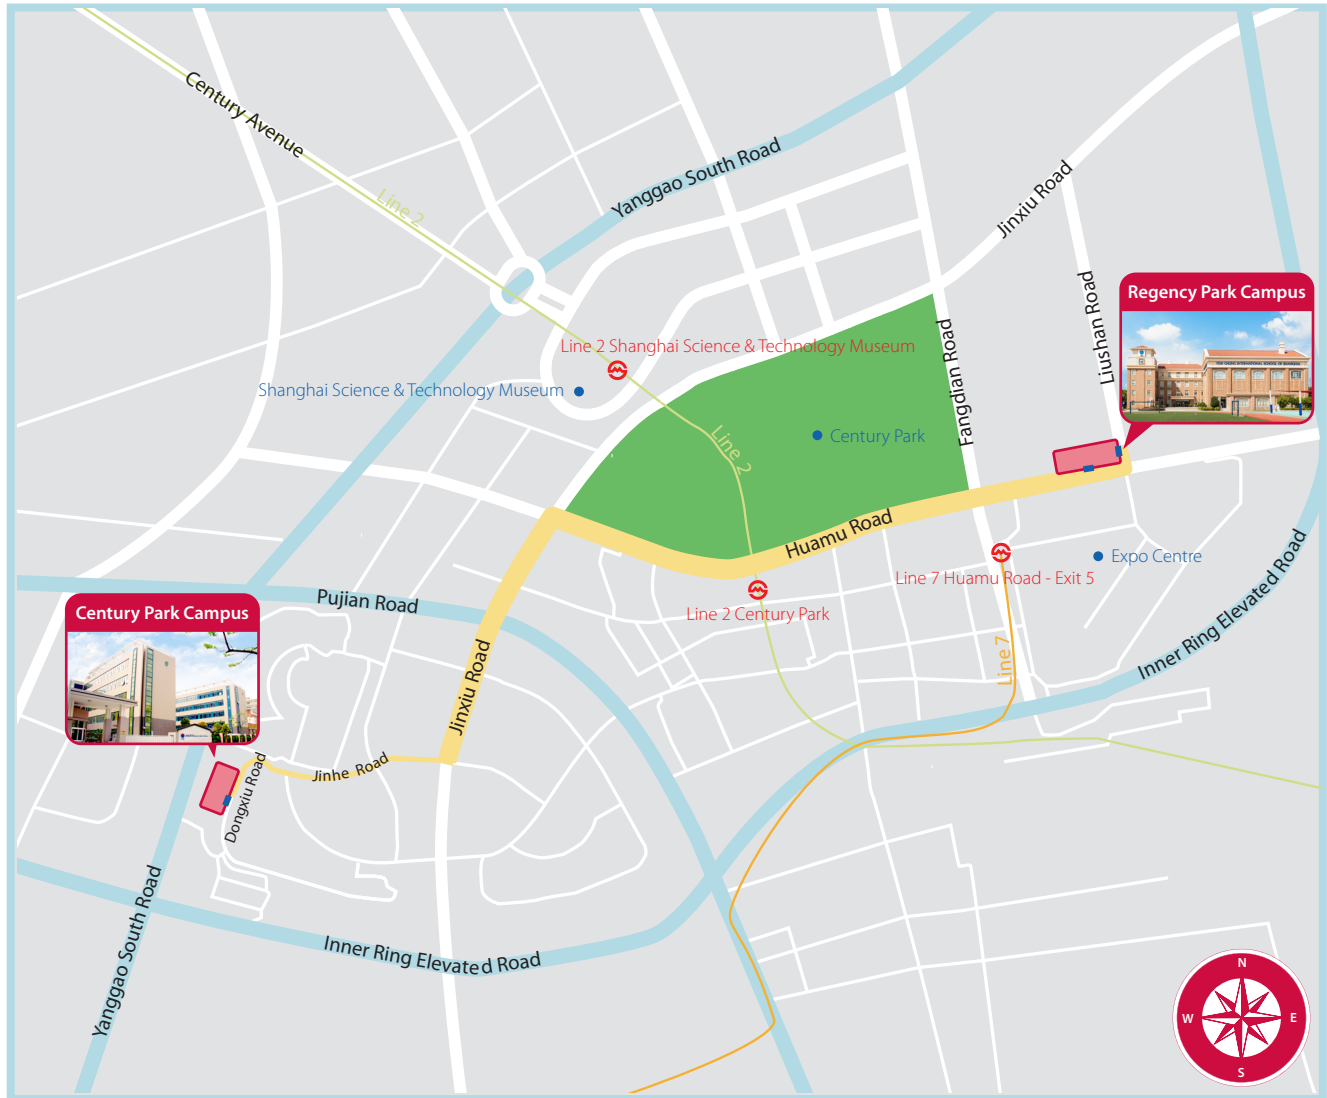 Century Avenue
Line 2
Yanggao South Road
Jinxiu Road
Liushan Road
Regency Park Campus
Fangdian Road
Line 2 Shanghai Science & Technology Museum
Shanghai Science & Technology Museum
Century Park
Line 2
Huamu Road
Expo Centre
Line 7 Huamu Road - Exit 5
Line 2 Century Park
Pujian Road
Century Park Campus
Jinxiu Road
Line 7
Inner Ring Elevated Road
Jinhe Road
Dongxiu Road
Yanggao South Road
Inner Ring Elevated Road
N
W
E
S